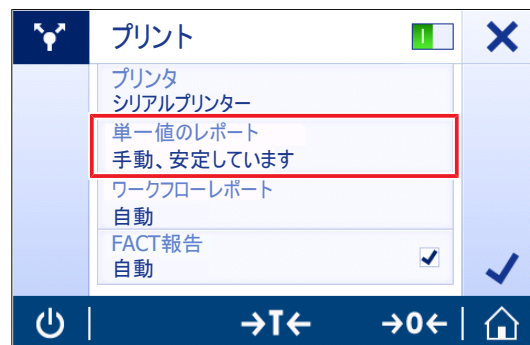 プリント
プリンタ
シリアルプリンター
単一値のレポート
手動、安定しています
ワークフローレポート
自動
FACT報告
自動
→T← →0←